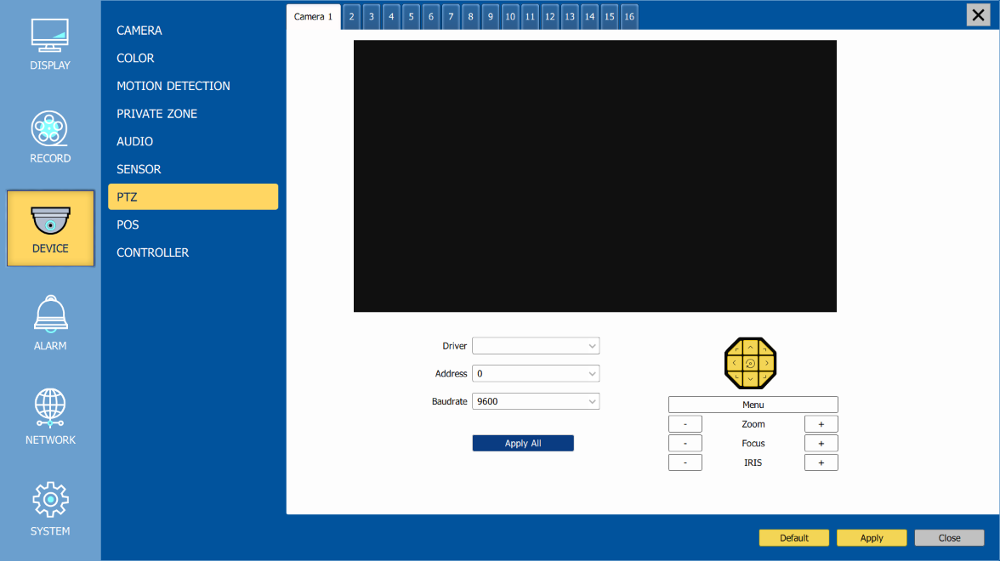 Camera 1 2 3 4 5 6 7 8 9 10 11 12 13 14 15 16
DISPLAY
RECORD
DEVICE
ALARM
NETWORK
SYSTEM
CAMERA
COLOR
MOTION DETECTION
PRIVATE ZONE
AUDIO
SENSOR
PTZ
POS
CONTROLLER
Driver
Address 0
Baudrate 9600
Apply All
Menu
- Zoom +
- Focus +
- IRIS +
Default Apply Close